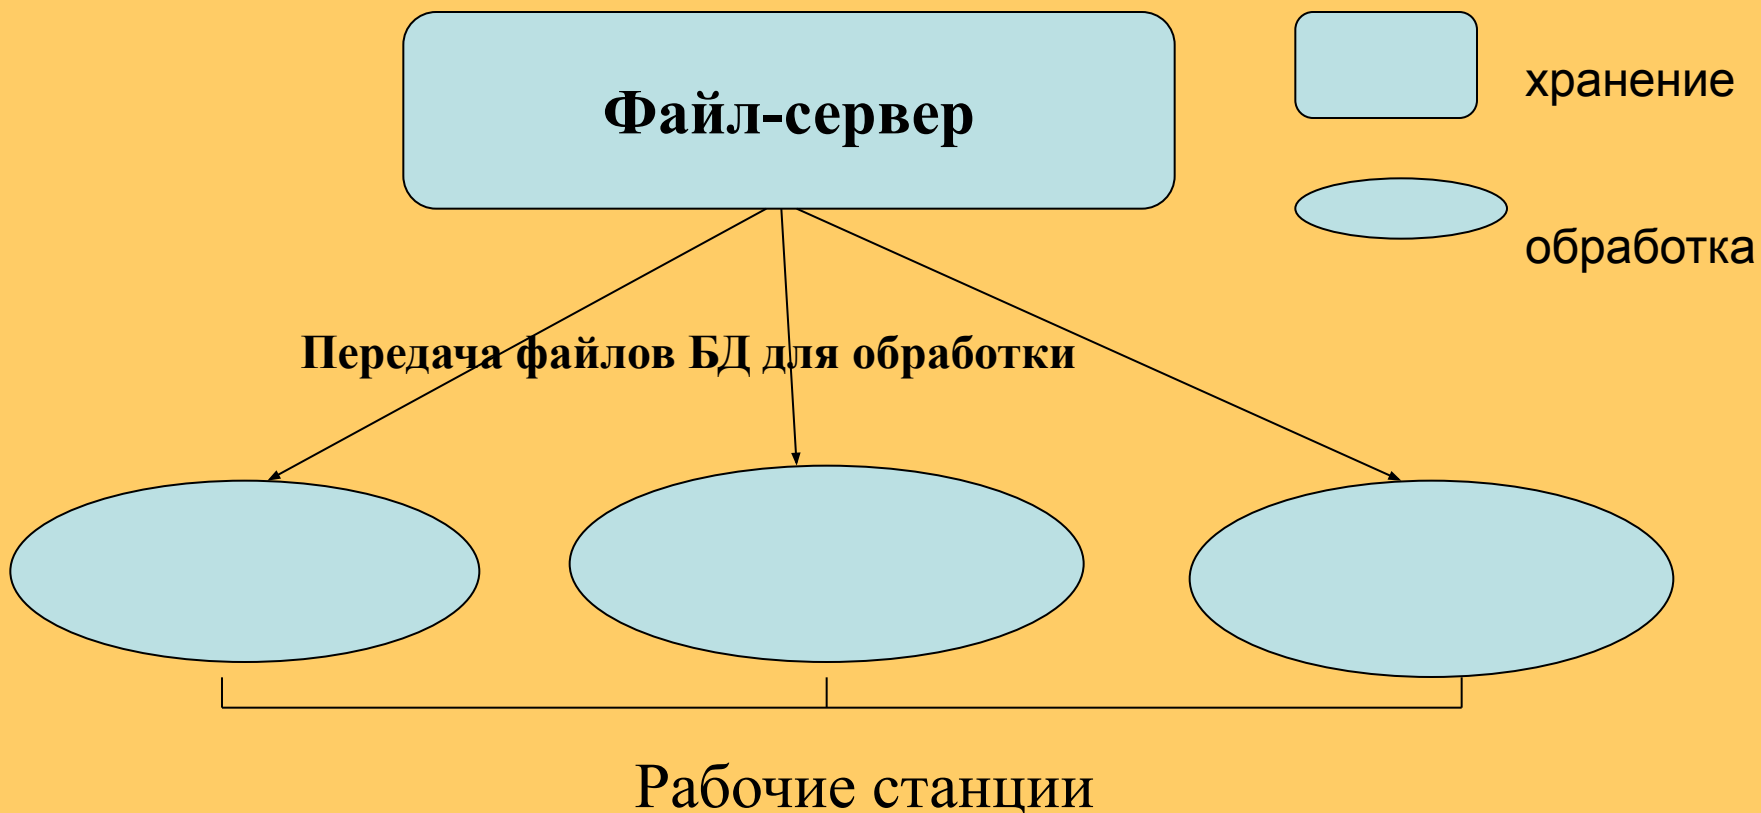 Файл-сервер
хранение
обработка
Передача файлов БД для обработки
Рабочие станции